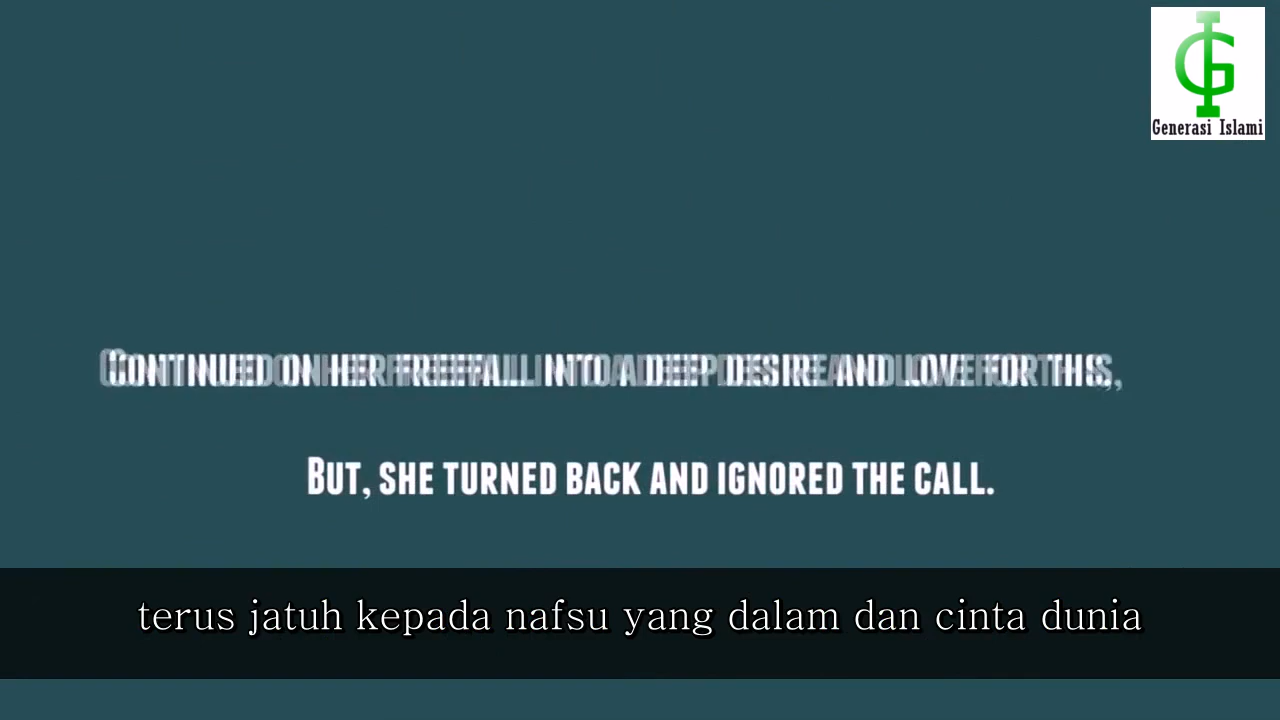 Generasi Islami
CONTINUED ON HER FREEFALL INTO A DEEP DESIRE AND LOVE FOR THIS,
BUT, SHE TURNED BACK AND IGNORED THE CALL.
terus jatuh kepada nafsu yang dalam dan cinta dunia